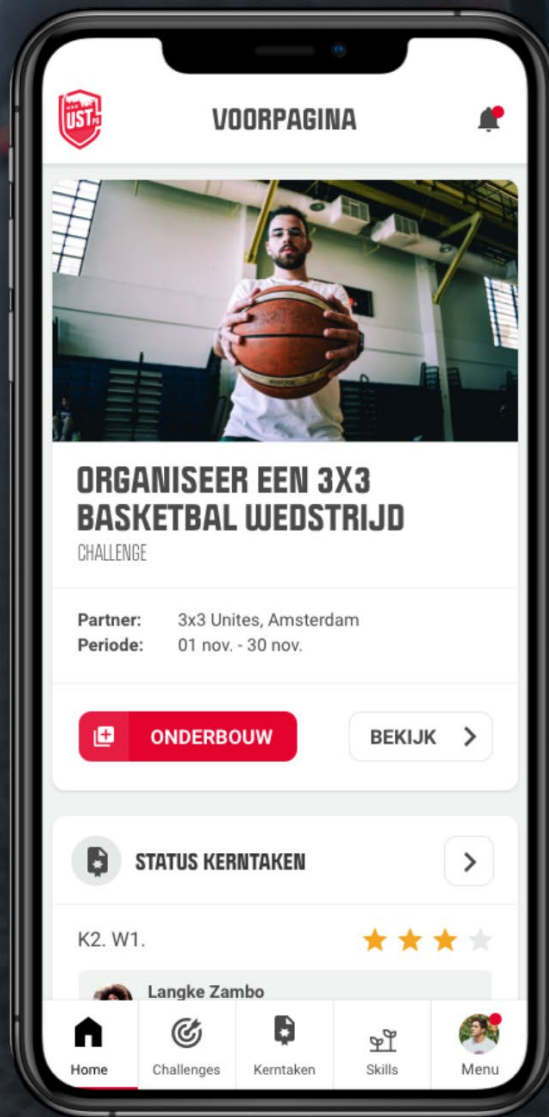 UST
VOORPAGINA
ORGANISEER EEN 3X3
BASKETBAL WEDSTRIJD
CHALLENGE
Partner: 3x3 Unites, Amsterdam
Periode: 01 nov. - 30 nov.
ONDERBOUW
BEKIJK
STATUS KERNTAKEN
K2. W1.
Langke Zambo
Home
Challenges
Kerntaken
Skills
Menu